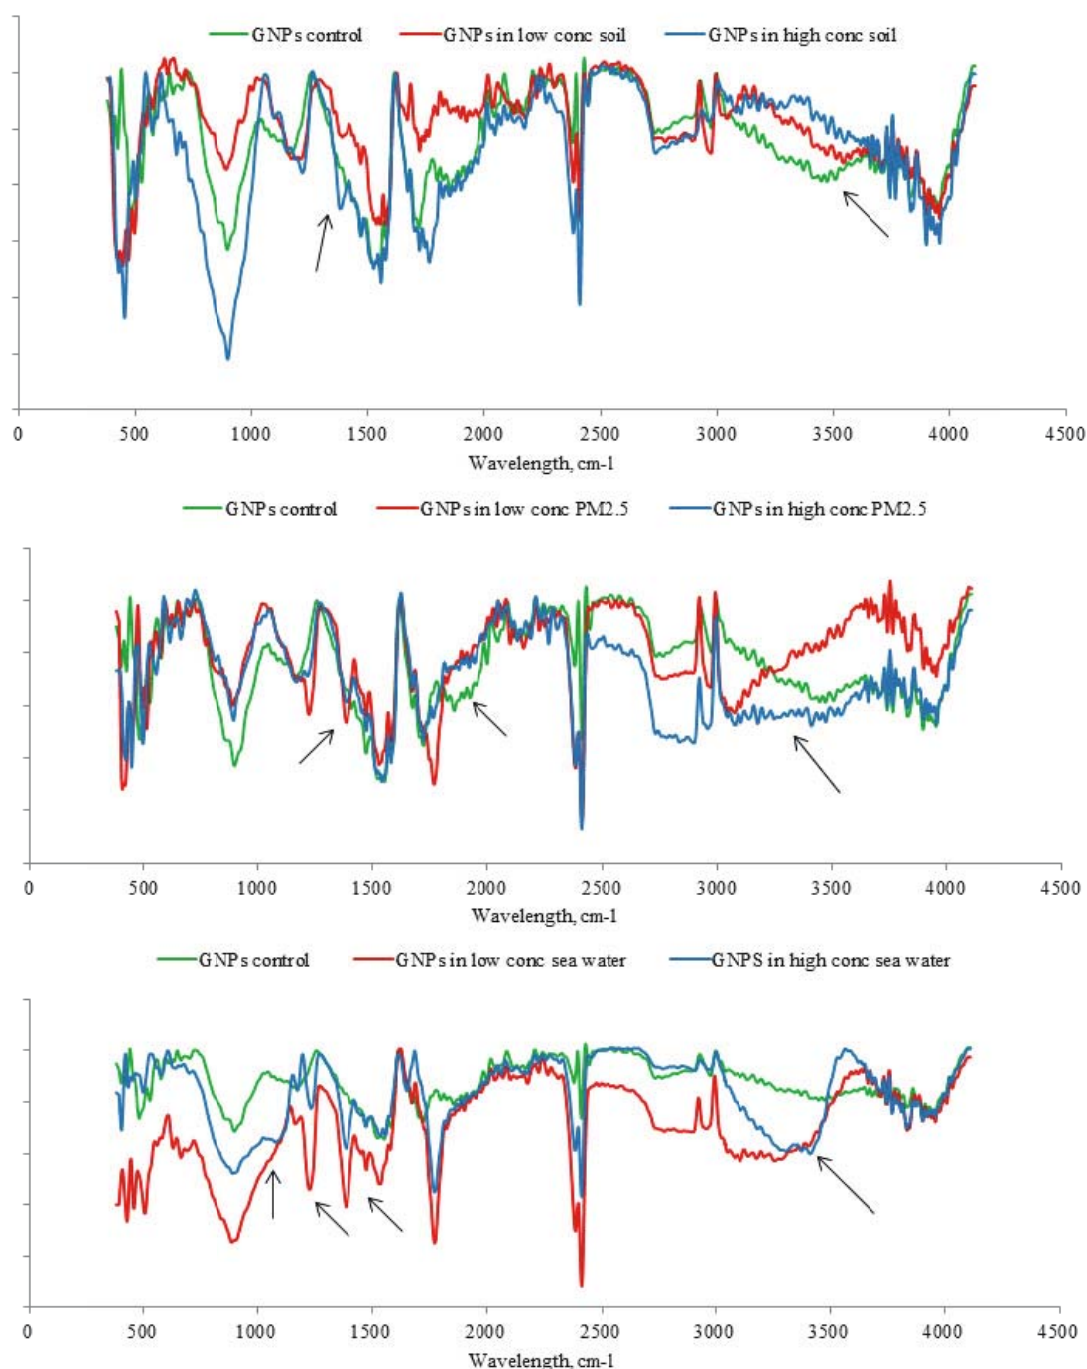 GNPs control GNPs in low conc soil GNPs in high conc soil
0 500 1000 1500 2000 2500 3000 3500 4000 4500
Wavelength, cm-1
GNPs control GNPs in low conc PM2.5 GNPs in high conc PM2.5
0 500 1000 1500 2000 2500 3000 3500 4000 4500
Wavelength, cm-1
GNPs control GNPs in low conc sea water GNPS in high conc sea water
0 500 1000 1500 2000 2500 3000 3500 4000 4500
Wavelength, cm-1